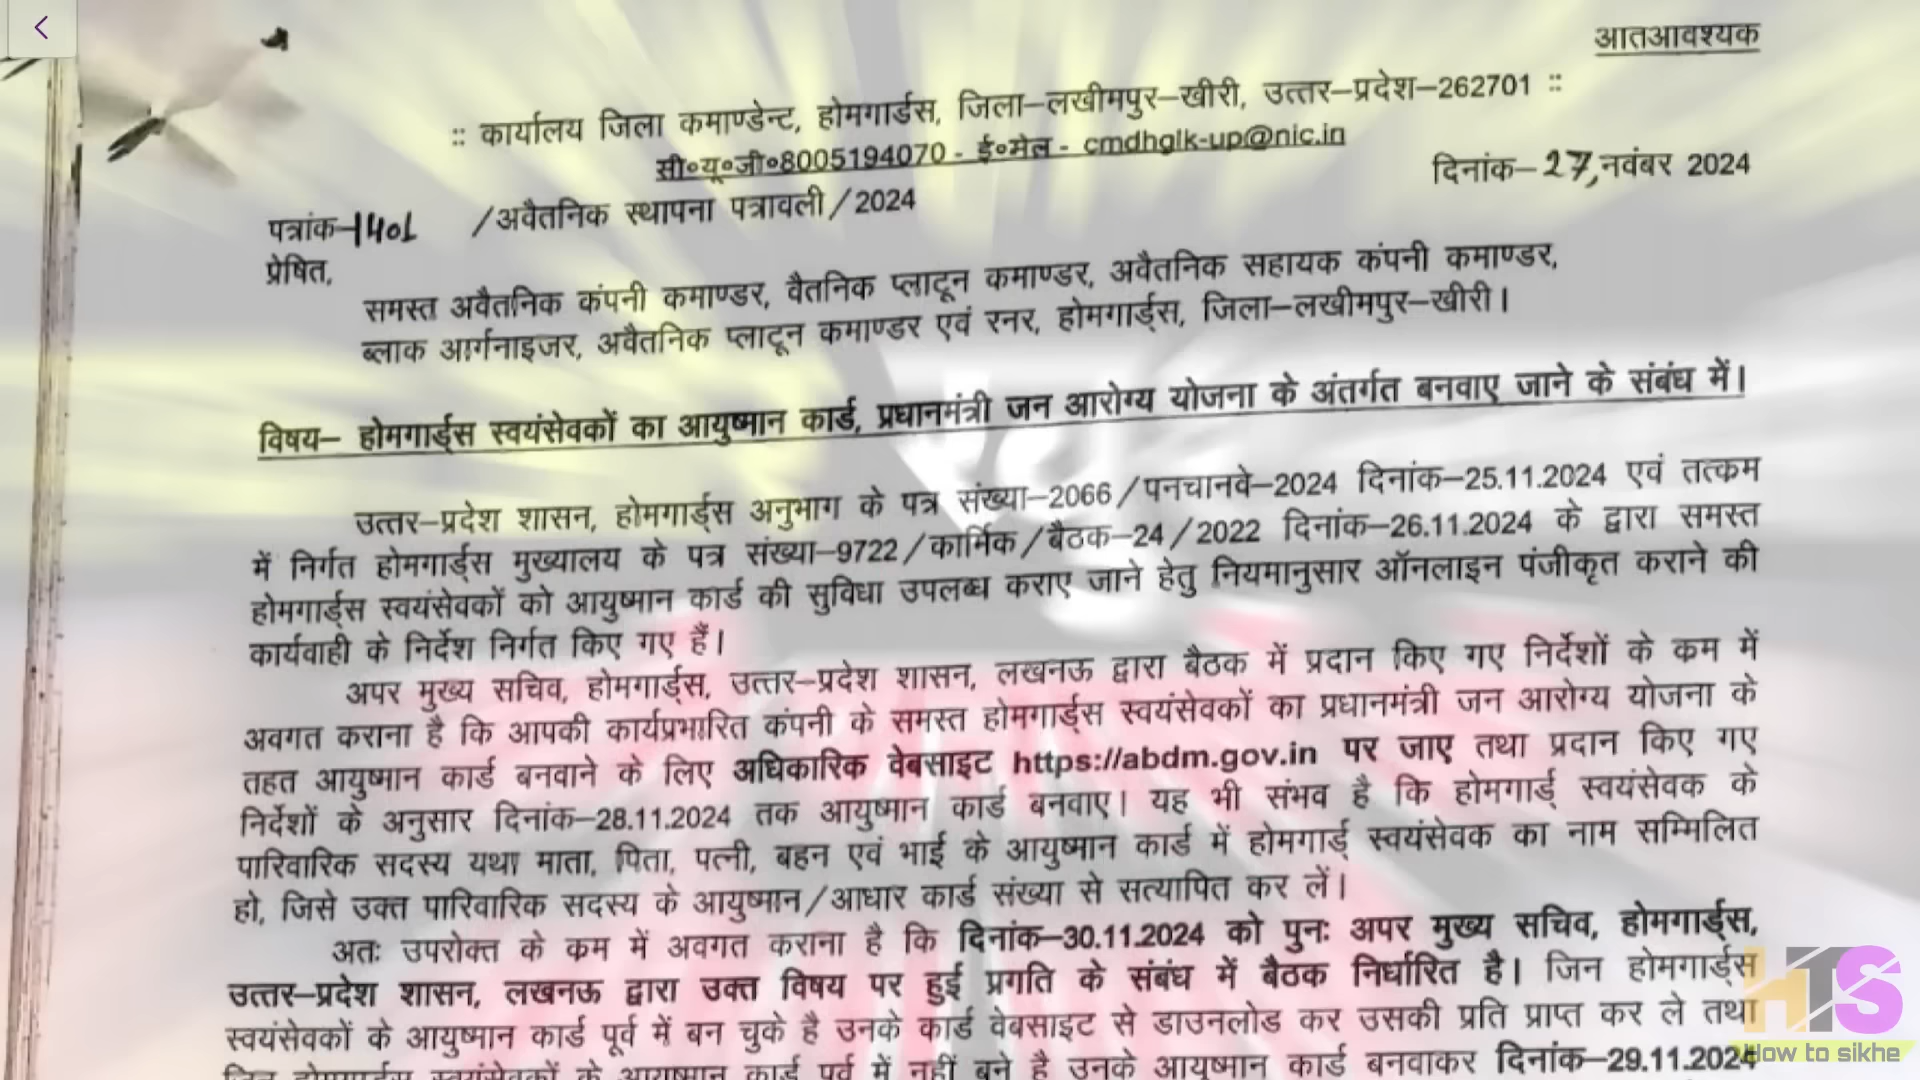 आतआवश्यक
:: कार्यालय जिला कमाण्डेन्ट, होमगार्डस, जिला–लखीमपुर–खीरी, उत्तर–प्रदेश–262701 ::
सी०यू०जी०8005194070 - ई०मेल - cmdhglk-up@nic.in
दिनांक–27,नवंबर 2024
पत्रांक–1401 /अवैतनिक स्थापना पत्रावली/2024
प्रेषित,
समस्त अवैतनिक कंपनी कमाण्डर, वैतनिक प्लाटून कमाण्डर, अवैतनिक सहायक कंपनी कमाण्डर,
ब्लाक आर्गनाइजर, अवैतनिक प्लाटून कमाण्डर एवं रनर, होमगार्ड्स, जिला–लखीमपुर–खीरी।
विषय– होमगार्ड्स स्वयंसेवकों का आयुष्मान कार्ड, प्रधानमंत्री जन आरोग्य योजना के अंतर्गत बनवाए जाने के संबंध में।
उत्तर–प्रदेश शासन, होमगार्ड्स अनुभाग के पत्र संख्या–2066/पनचानवे–2024 दिनांक–25.11.2024 एवं तत्कम
में निर्गत होमगार्ड्स मुख्यालय के पत्र संख्या–9722/कार्मिक/बैठक–24/2022 दिनांक–26.11.2024 के द्वारा समस्त
होमगार्ड्स स्वयंसेवकों को आयुष्मान कार्ड की सुविधा उपलब्ध कराए जाने हेतु नियमानुसार ऑनलाइन पंजीकृत कराने की
कार्यवाही के निर्देश निर्गत किए गए हैं।
अपर मुख्य सचिव, होमगार्ड्स, उत्तर–प्रदेश शासन, लखनऊ द्वारा बैठक में प्रदान किए गए निर्देशों के कम में
अवगत कराना है कि आपकी कार्यप्रभारित कंपनी के समस्त होमगार्ड्स स्वयंसेवकों का प्रधानमंत्री जन आरोग्य योजना के
तहत आयुष्मान कार्ड बनवाने के लिए अधिकारिक वेबसाइट https://abdm.gov.in पर जाए तथा प्रदान किए गए
निर्देशों के अनुसार दिनांक–28.11.2024 तक आयुष्मान कार्ड बनवाए। यह भी संभव है कि होमगार्ड् स्वयंसेवक के
पारिवारिक सदस्य यथा माता, पिता, पत्नी, बहन एवं भाई के आयुष्मान कार्ड में होमगार्ड् स्वयंसेवक का नाम सम्मिलित
हो, जिसे उक्त पारिवारिक सदस्य के आयुष्मान/आधार कार्ड संख्या से सत्यापित कर लें।
अतः उपरोक्त के कम में अवगत कराना है कि दिनांक–30.11.2024 को पुनः अपर मुख्य सचिव, होमगार्ड्स,
उत्तर–प्रदेश शासन, लखनऊ द्वारा उक्त विषय पर हुई प्रगति के संबंध में बैठक निर्धारित है। जिन होमगार्ड्स
स्वयंसेवकों के आयुष्मान कार्ड पूर्व में बन चुके है उनके कार्ड वेबसाइट से डाउनलोड कर उसकी प्रति प्राप्त कर ले तथा
जिन होमगार्ड्स स्वयंसेवकों के आयुष्मान कार्ड पूर्व में नहीं बने है उनके आयुष्मान कार्ड बनवाकर दिनांक–29.11.2024
HTS
How to sikhe